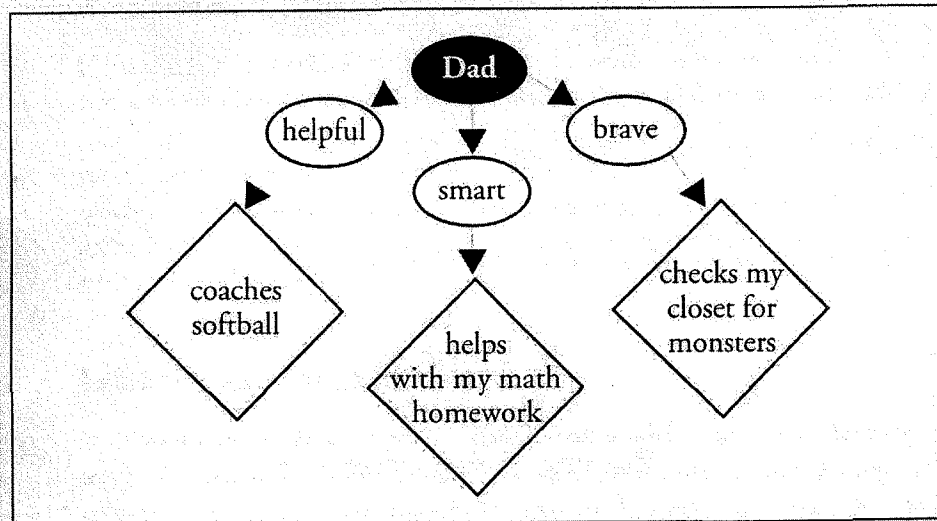 Dad
helpful
brave
smart
coaches
softball
checks my
closet for
monsters
helps
with my math
homework